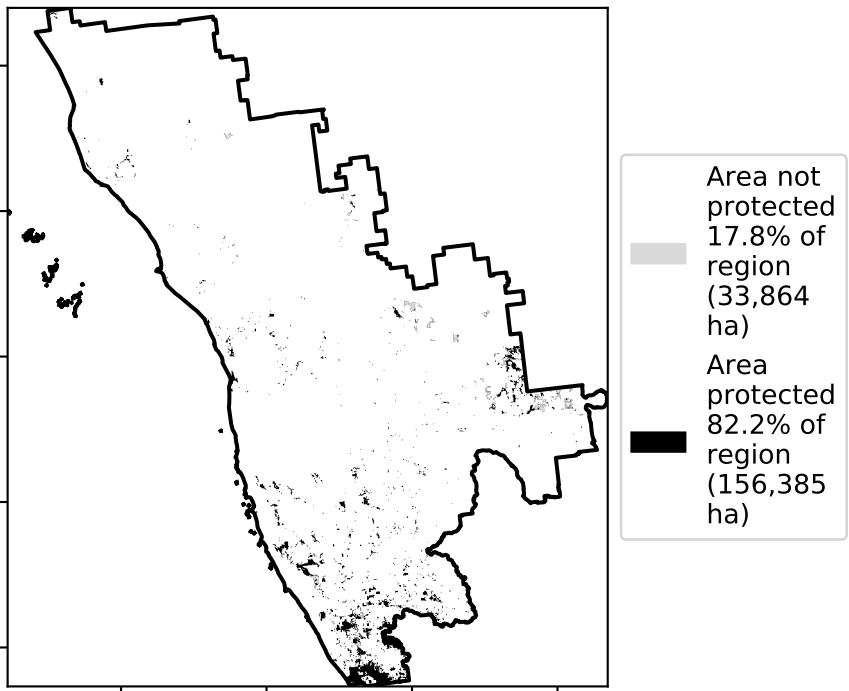 Area not
protected
17.8% of
region
(33,864
ha)
Area
protected
82.2% of
region
(156,385
ha)